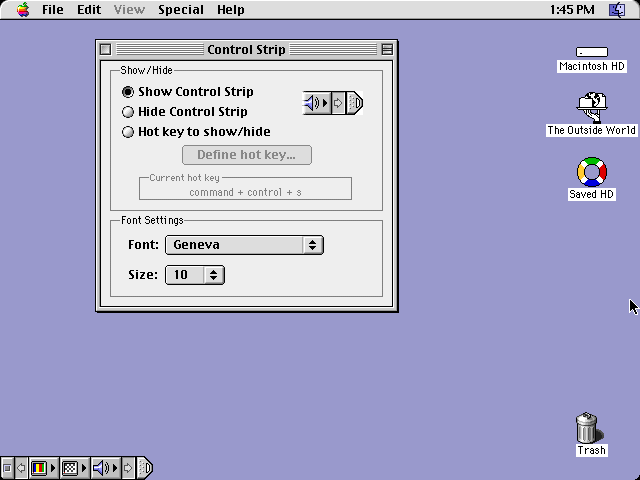 File Edit View Special Help 1:45 PM
Control Strip
Show/Hide
Show Control Strip
Hide Control Strip
Hot key to show/hide
Define hot key...
Current hot key
command + control + s
Font Settings
Font: Geneva
Size: 10
Macintosh HD
The Outside World
Saved HD
Trash